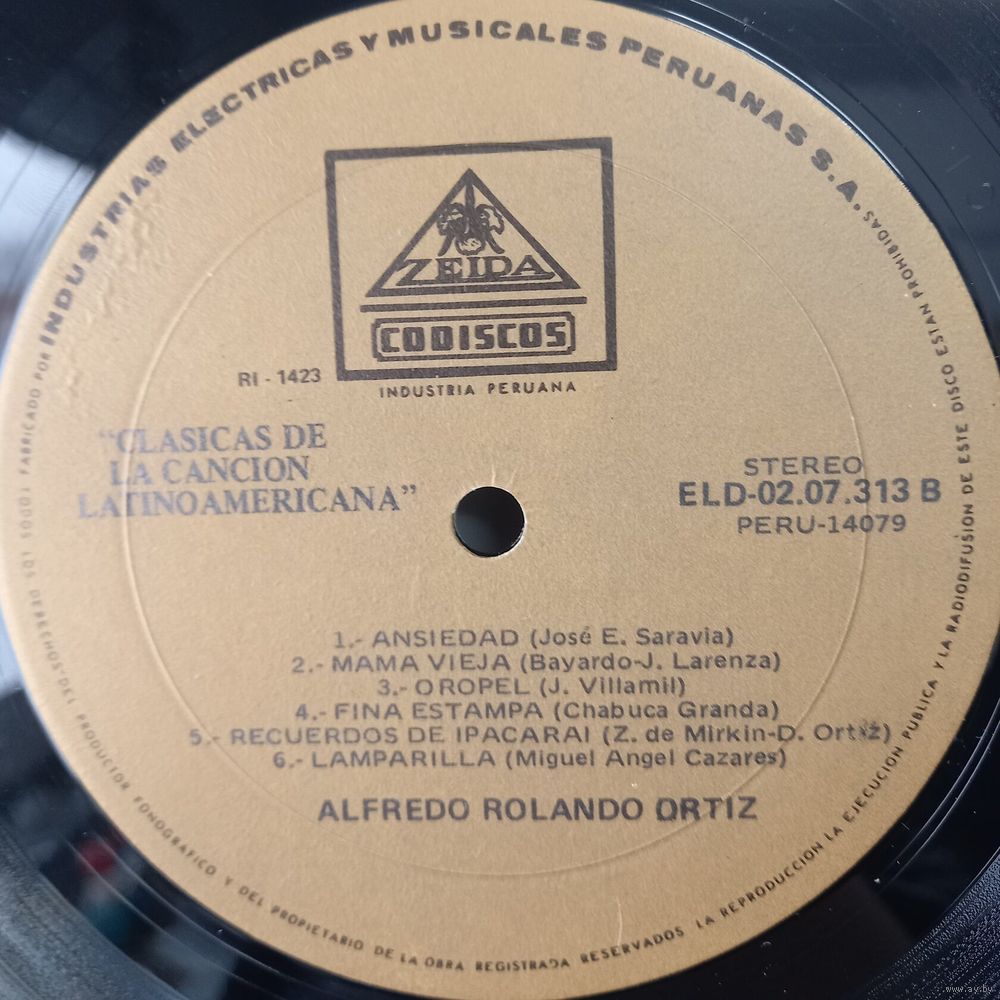 FABRICADO POR INDUSTRIAS ELECTRICAS Y MUSICALES PERUANAS S.A.
ZEIDA
CODISCOS
INDUSTRIA PERUANA
RI - 1423
"CLASICAS DE
LA CANCION
LATINOAMERICANA"
STEREO
ELD-02.07.313 B
PERU-14079
1.- ANSIEDAD (José E. Saravia)
2.- MAMA VIEJA (Bayardo-J. Larenza)
3.- OROPEL (J. Villamil)
4.- FINA ESTAMPA (Chabuca Granda)
5.- RECUERDOS DE IPACARAI (Z. de Mirkin-D. Ortiz)
6.- LAMPARILLA (Miguel Angel Cazares)
ALFREDO ROLANDO ORTIZ
TODOS LOS DERECHOS DEL PRODUCTOR FONOGRAFICO Y DEL PROPIETARIO DE LA OBRA REGISTRADA RESERVADOS LA REPRODUCCION LA EJECUCION PUBLICA Y LA RADIODIFUSION DE ESTE DISCO ESTAN PROHIBIDAS
www.ay.by